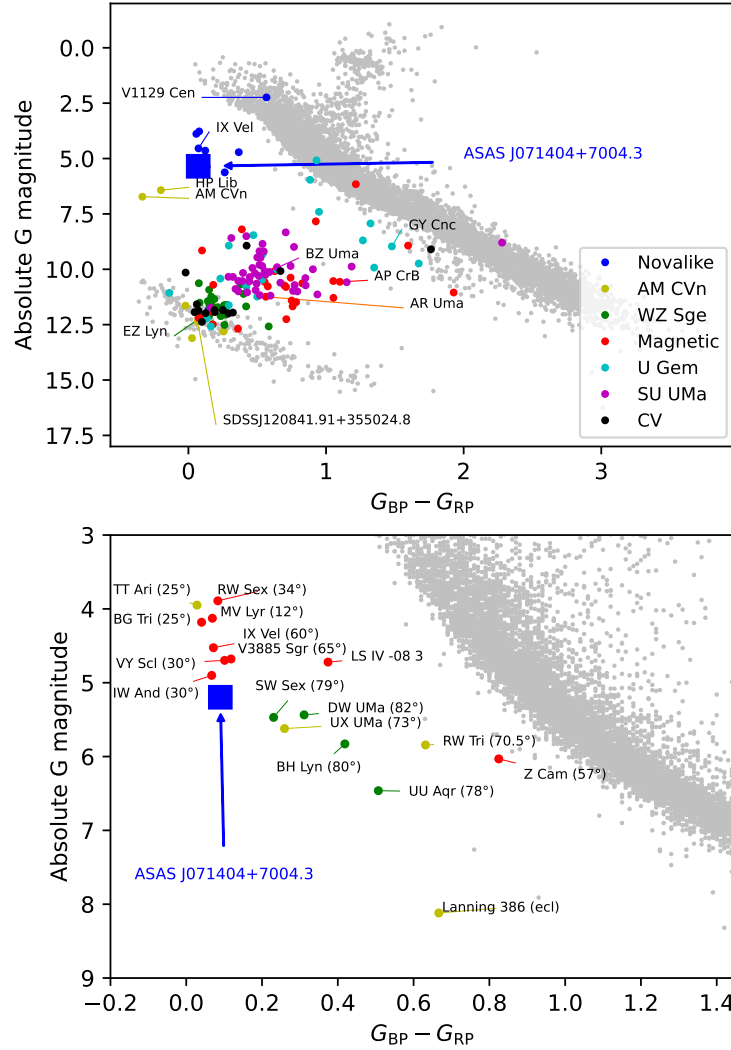 0.0
2.5
5.0
7.5
10.0
12.5
15.0
17.5
Absolute G magnitude
V1129 Cen
IX Vel
ASAS J071404+7004.3
HP Lib
AM CVn
GY Cnc
BZ Uma
AP CrB
AR Uma
EZ Lyn
SDSSJ120841.91+355024.8
Novalike
AM CVn
WZ Sge
Magnetic
U Gem
SU UMa
CV
0 1 2 3
G_BP − G_RP
3
4
5
6
7
8
9
Absolute G magnitude
TT Ari (25°)
RW Sex (34°)
BG Tri (25°)
MV Lyr (12°)
IX Vel (60°)
V3885 Sgr (65°)
VY Scl (30°)
LS IV -08 3
IW And (30°)
SW Sex (79°)
DW UMa (82°)
UX UMa (73°)
RW Tri (70.5°)
BH Lyn (80°)
Z Cam (57°)
UU Aqr (78°)
ASAS J071404+7004.3
Lanning 386 (ecl)
−0.2 0.0 0.2 0.4 0.6 0.8 1.0 1.2 1.4
G_BP − G_RP